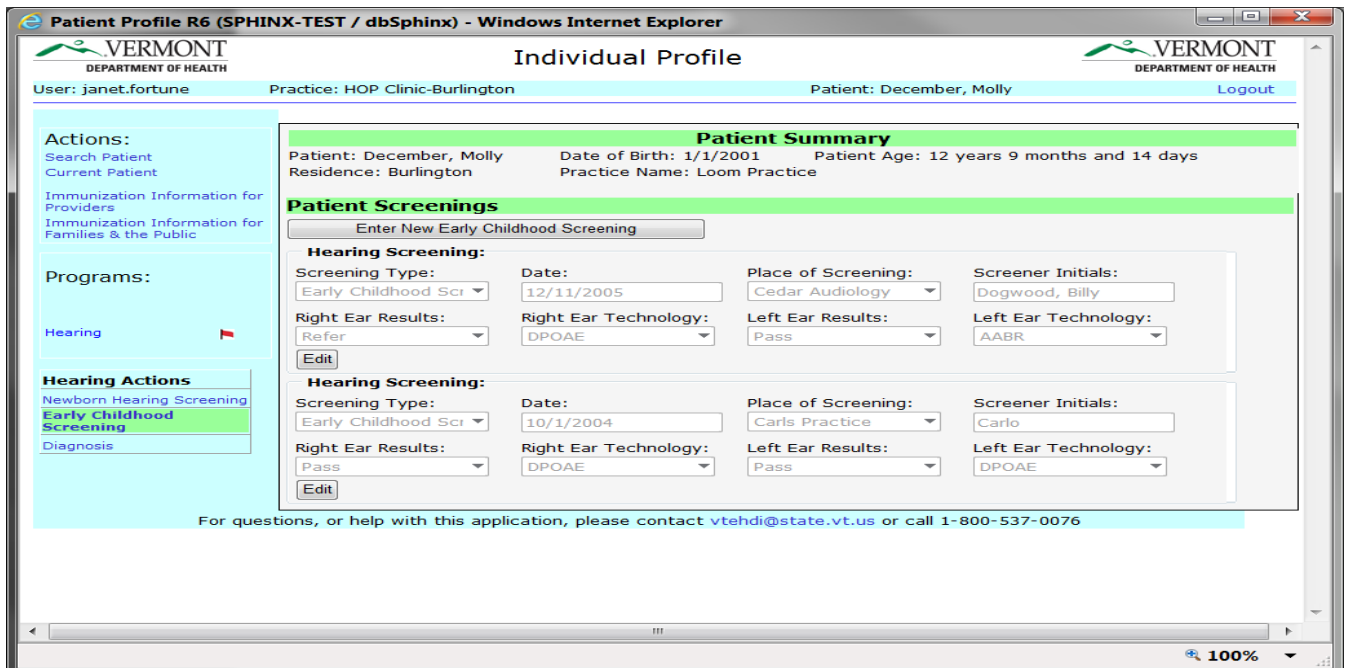 Patient Profile R6 (SPHINX-TEST / dbSphinx) - Windows Internet Explorer
VERMONT
DEPARTMENT OF HEALTH
Individual Profile
VERMONT
DEPARTMENT OF HEALTH
User: janet.fortune Practice: HOP Clinic-Burlington Patient: December, Molly Logout
Actions:
Search Patient
Current Patient
Immunization Information for
Providers
Immunization Information for
Families & the Public
Programs:
Hearing
Hearing Actions
Newborn Hearing Screening
Early Childhood
Screening
Diagnosis
Patient Summary
Patient: December, Molly Date of Birth: 1/1/2001 Patient Age: 12 years 9 months and 14 days
Residence: Burlington Practice Name: Loom Practice
Patient Screenings
Enter New Early Childhood Screening
Hearing Screening:
Screening Type: Date: Place of Screening: Screener Initials:
Early Childhood Scr 12/11/2005 Cedar Audiology Dogwood, Billy
Right Ear Results: Right Ear Technology: Left Ear Results: Left Ear Technology:
Refer DPOAE Pass AABR
Edit
Hearing Screening:
Screening Type: Date: Place of Screening: Screener Initials:
Early Childhood Scr 10/1/2004 Carls Practice Carlo
Right Ear Results: Right Ear Technology: Left Ear Results: Left Ear Technology:
Pass DPOAE Pass DPOAE
Edit
For questions, or help with this application, please contact vtehdi@state.vt.us or call 1-800-537-0076
100%